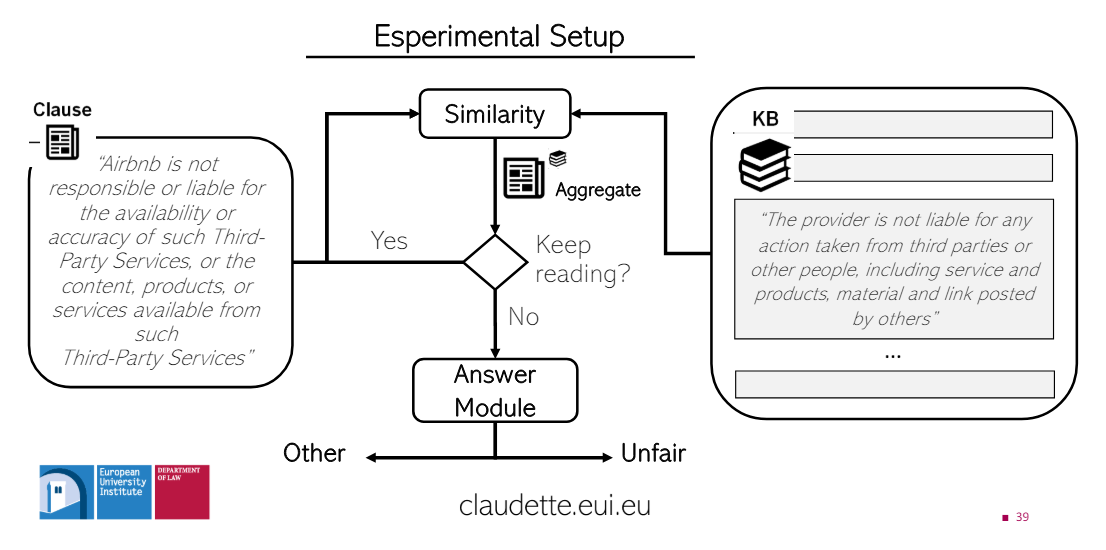 Esperimental Setup
Clause
“Airbnb is not
responsible or liable for
the availability or
accuracy of such Third-
Party Services, or the
content, products, or
services available from
such
Third-Party Services”
Similarity
Aggregate
Yes
Keep
reading?
No
Answer
Module
Other
Unfair
KB
“The provider is not liable for any
action taken from third parties or
other people, including service and
products, material and link posted
by others”
...
European
University
Institute
DEPARTMENT
OF LAW
claudette.eui.eu
39